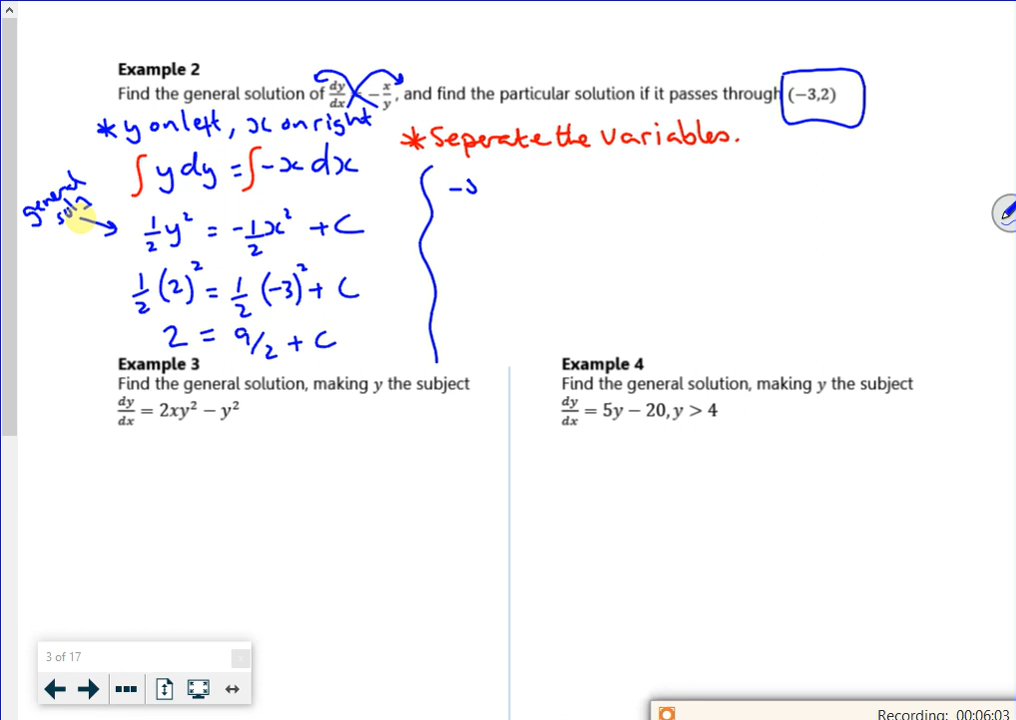 Example 2
Find the general solution of dy/dx = −x/y, and find the particular solution if it passes through (−3,2)
* y on left, x on right
* Seperate the variables.
∫ y dy = ∫ -x dx
general soln
1/2 y² = -1/2 x² + C
1/2 (2)² = 1/2 (-3)² + C
2 = 9/2 + C
Example 3
Find the general solution, making y the subject
dy/dx = 2xy² − y²
Example 4
Find the general solution, making y the subject
dy/dx = 5y − 20, y > 4
3 of 17
Recording: 00:06:03